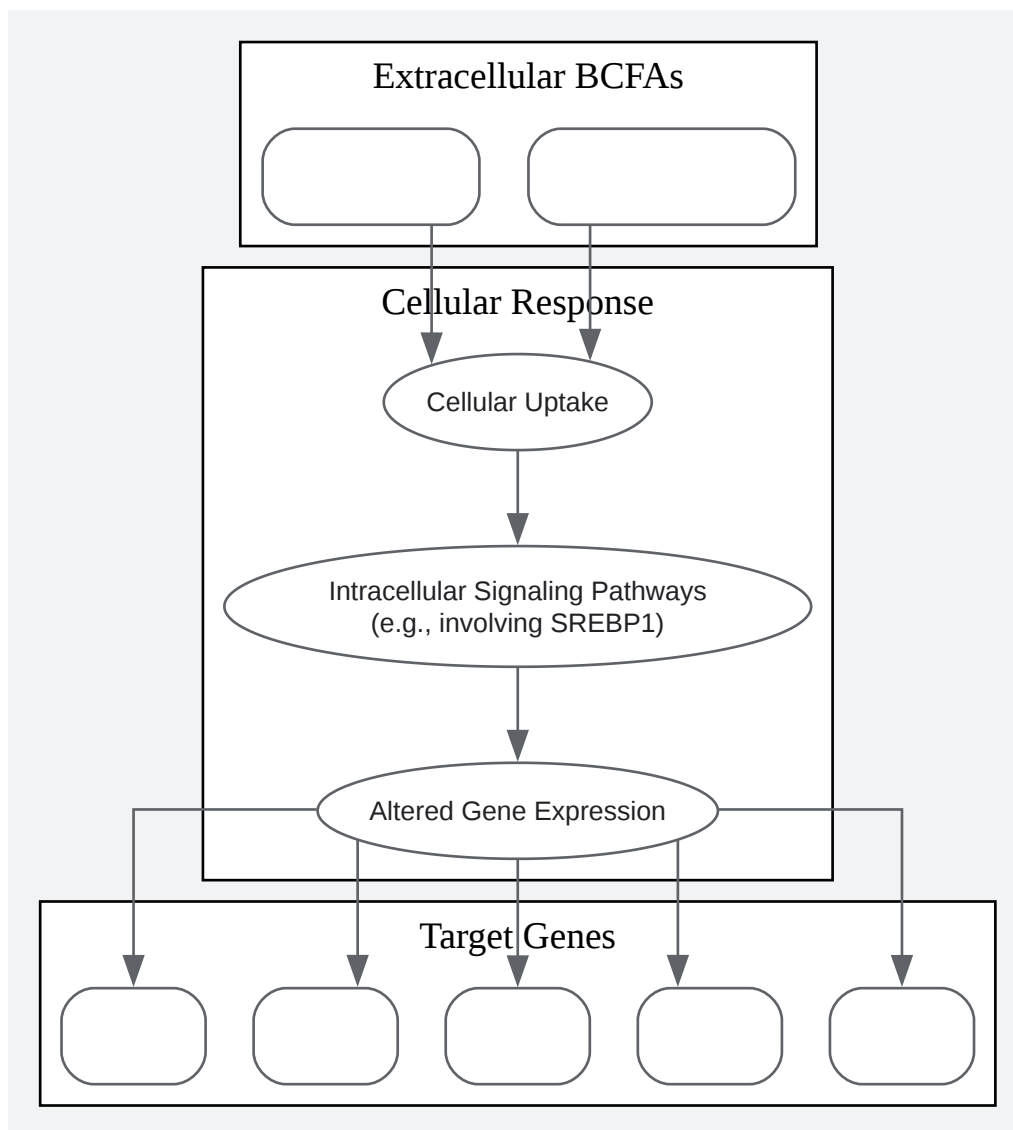 Extracellular BCFAs
Cellular Response
Cellular Uptake
Intracellular Signaling Pathways
(e.g., involving SREBP1)
Altered Gene Expression
Target Genes